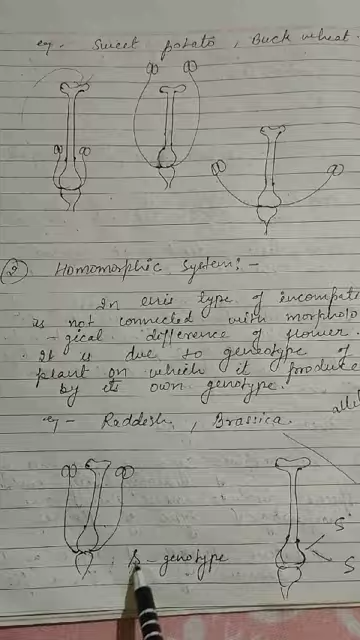 eg. Sweet potato, Buck wheat.
② Homomorphic System:-
In this type of incompati
is not connected with morpholo
-gical difference of flower.
It is due to genotype of
plant on which it produce
by its own genotype.
eg - Raddesh, Brassica.
alle
S - genotype
S
S